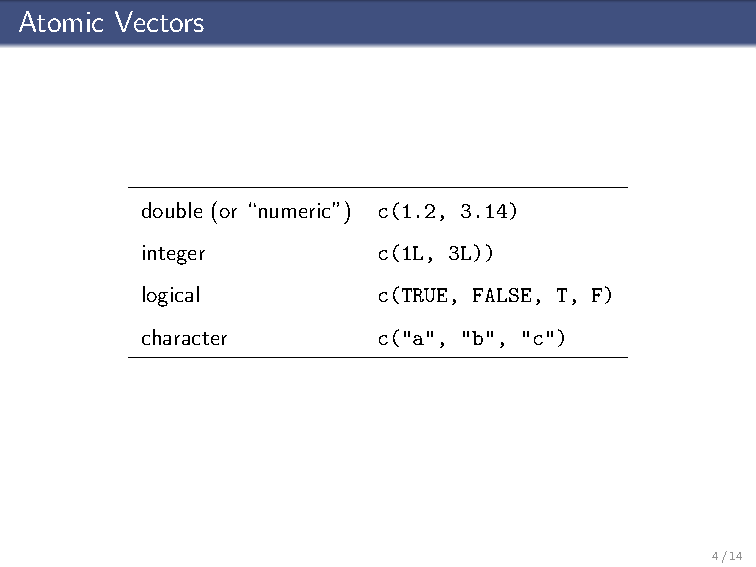 Atomic Vectors
double (or “numeric”) c(1.2, 3.14)
integer c(1L, 3L))
logical c(TRUE, FALSE, T, F)
character c("a", "b", "c")
4 / 14